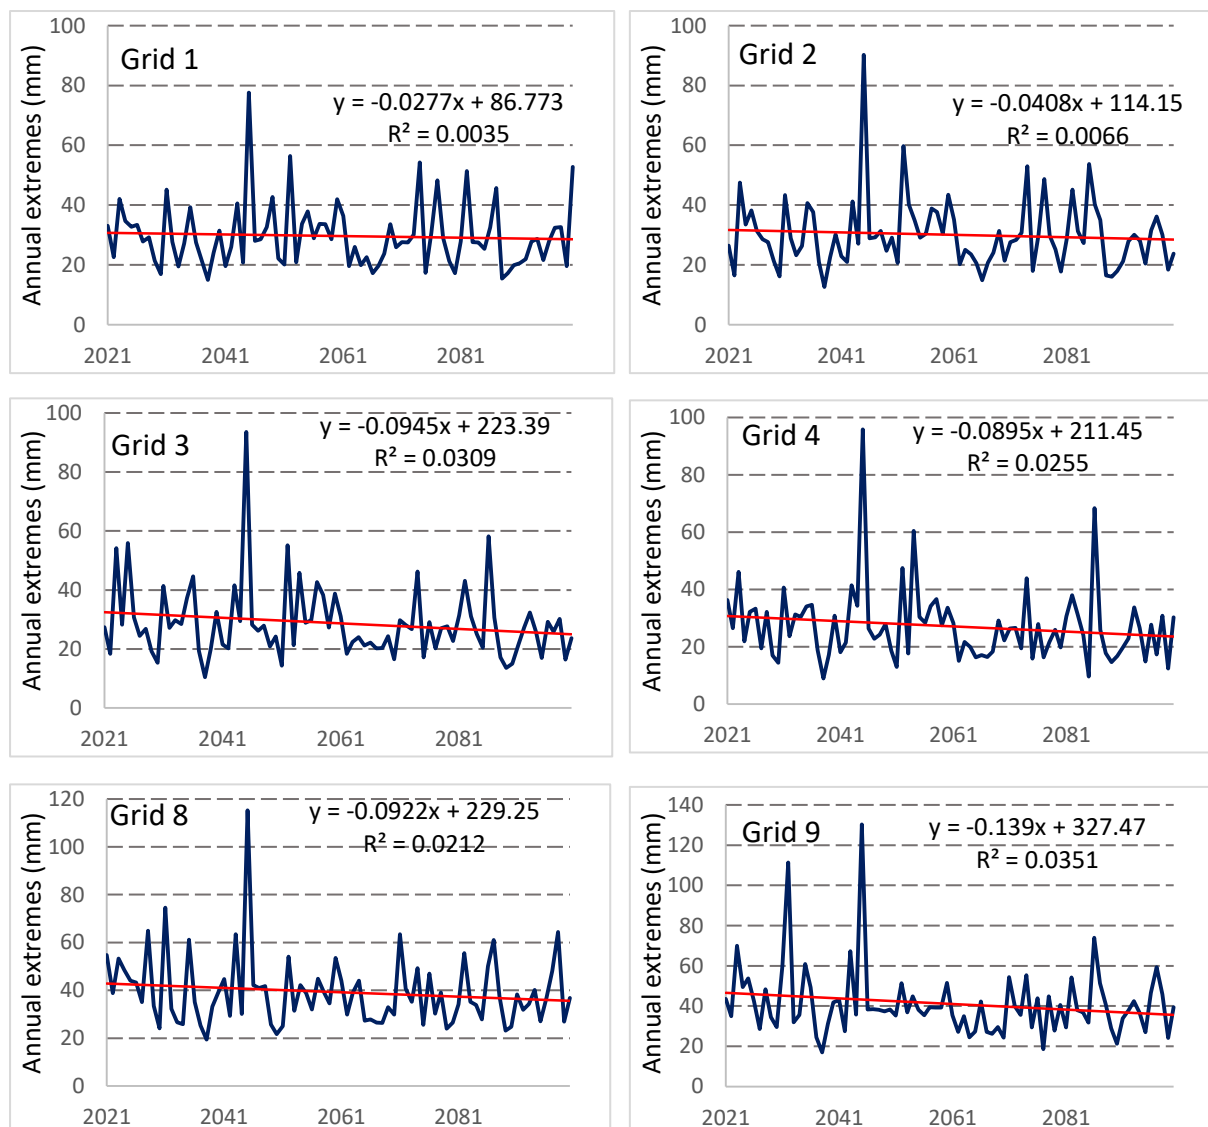 Grid 1
y = -0.0277x + 86.773
R² = 0.0035
Annual extremes (mm)
100
80
60
40
20
0
2021 2041 2061 2081
Grid 2
y = -0.0408x + 114.15
R² = 0.0066
Annual extremes (mm)
100
80
60
40
20
0
2021 2041 2061 2081
Grid 3
y = -0.0945x + 223.39
R² = 0.0309
Annual extremes (mm)
100
80
60
40
20
0
2021 2041 2061 2081
Grid 4
y = -0.0895x + 211.45
R² = 0.0255
Annual extremes (mm)
100
80
60
40
20
0
2021 2041 2061 2081
Grid 8
y = -0.0922x + 229.25
R² = 0.0212
Annual extremes (mm)
120
100
80
60
40
20
0
2021 2041 2061 2081
Grid 9
y = -0.139x + 327.47
R² = 0.0351
Annual extremes (mm)
140
120
100
80
60
40
20
0
2021 2041 2061 2081